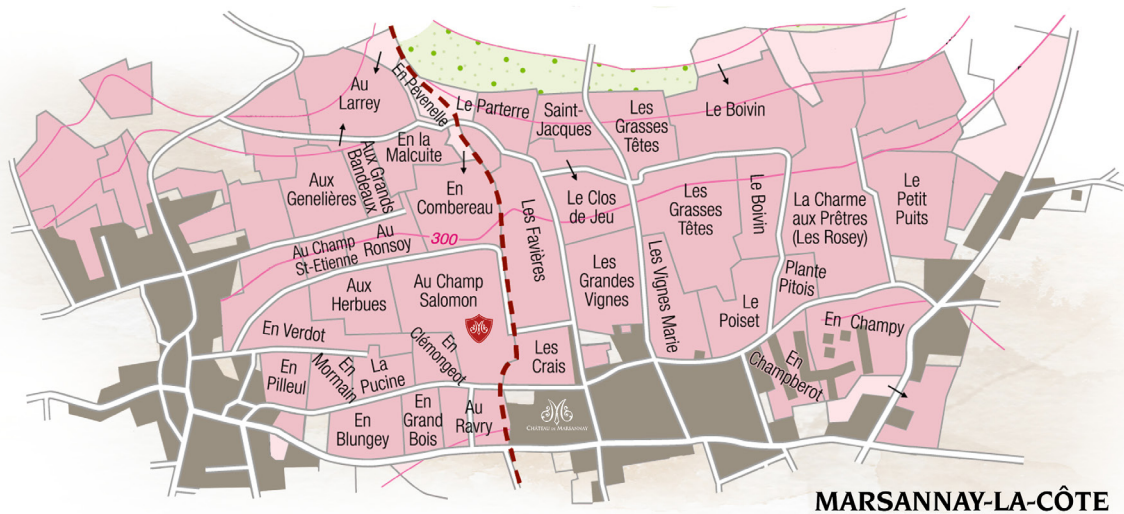 Au
Larrey
En Pévenelle
Le Parterre
Saint-
Jacques
Les
Grasses
Têtes
Le Boivin
En la
Malcuite
Aux Grands
Bandeaux
Aux
Genelières
En
Combereau
Les Favières
Le Clos
de Jeu
Les
Grasses
Têtes
Le Boivin
La Charme
aux Prêtres
(Les Rosey)
Le
Petit
Puits
Au Champ
St-Etienne
Au
Ronsoy
300
Aux
Herbues
Au Champ
Salomon
Les
Grandes
Vignes
Les Vignes Marie
Plante
Pitois
Le
Poiset
En Verdot
En
Clémongeot
Les
Crais
En Champy
En
Pilleul
En
Mormain
La
Pucine
En
Champberot
En
Blungey
En
Grand
Bois
Au
Ravry
M
CHATEAU DE MARSANNAY
MARSANNAY-LA-CÔTE